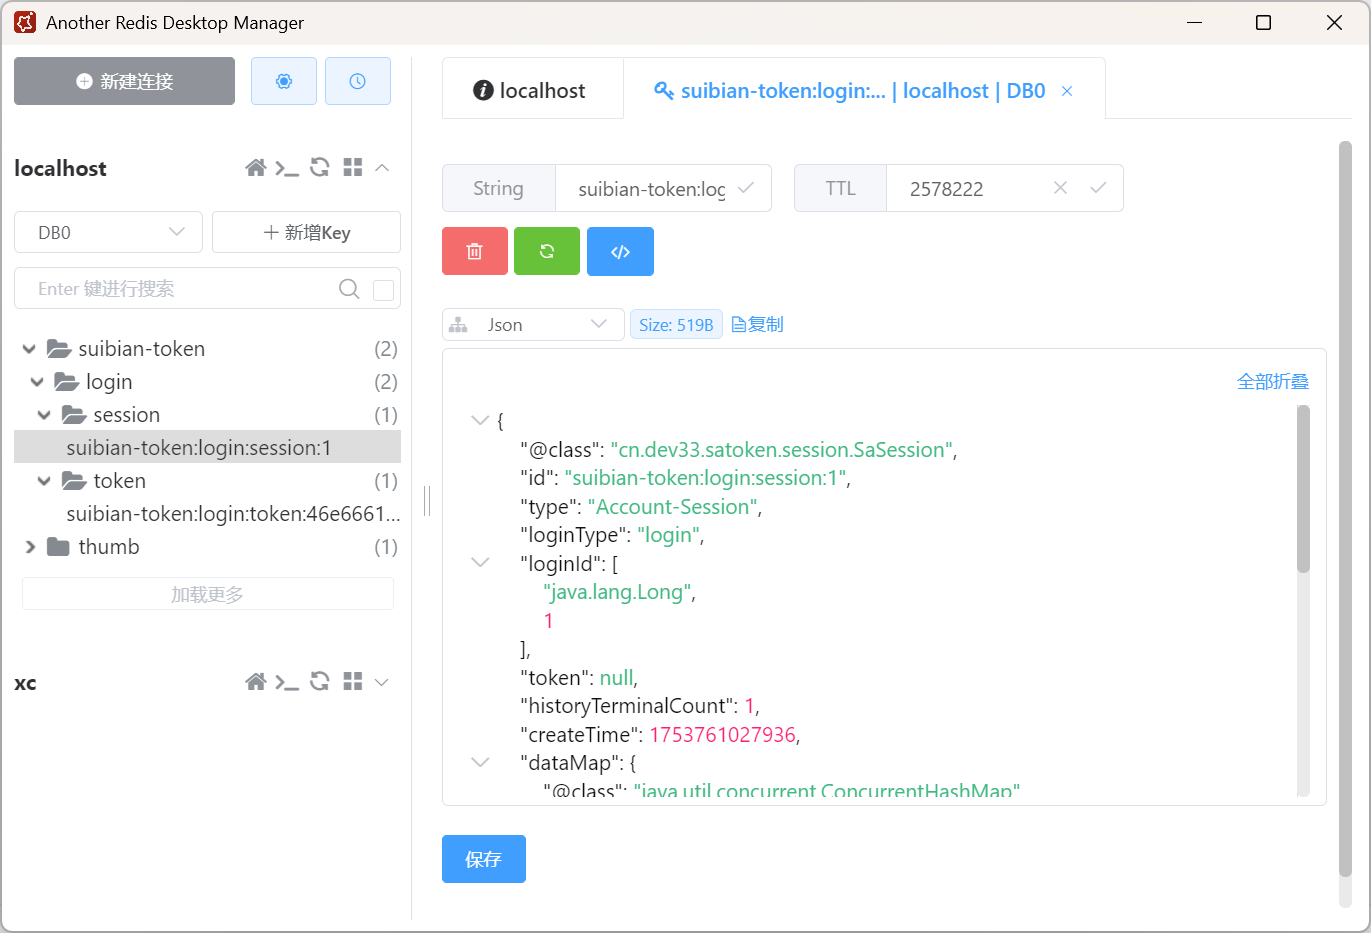 Another Redis Desktop Manager
新建连接
localhost
DB0
新增Key
Enter 键进行搜索
suibian-token (2)
login (2)
session (1)
suibian-token:login:session:1
token (1)
suibian-token:login:token:46e6661...
thumb (1)
加载更多
xc
localhost
suibian-token:login:... | localhost | DB0
String suibian-token:log
TTL 2578222
Json Size: 519B 复制
全部折叠
{
"@class": "cn.dev33.satoken.session.SaSession",
"id": "suibian-token:login:session:1",
"type": "Account-Session",
"loginType": "login",
"loginId": [
"java.lang.Long",
1
],
"token": null,
"historyTerminalCount": 1,
"createTime": 1753761027936,
"dataMap": {
"@class": "java.util.concurrent.ConcurrentHashMap"
保存